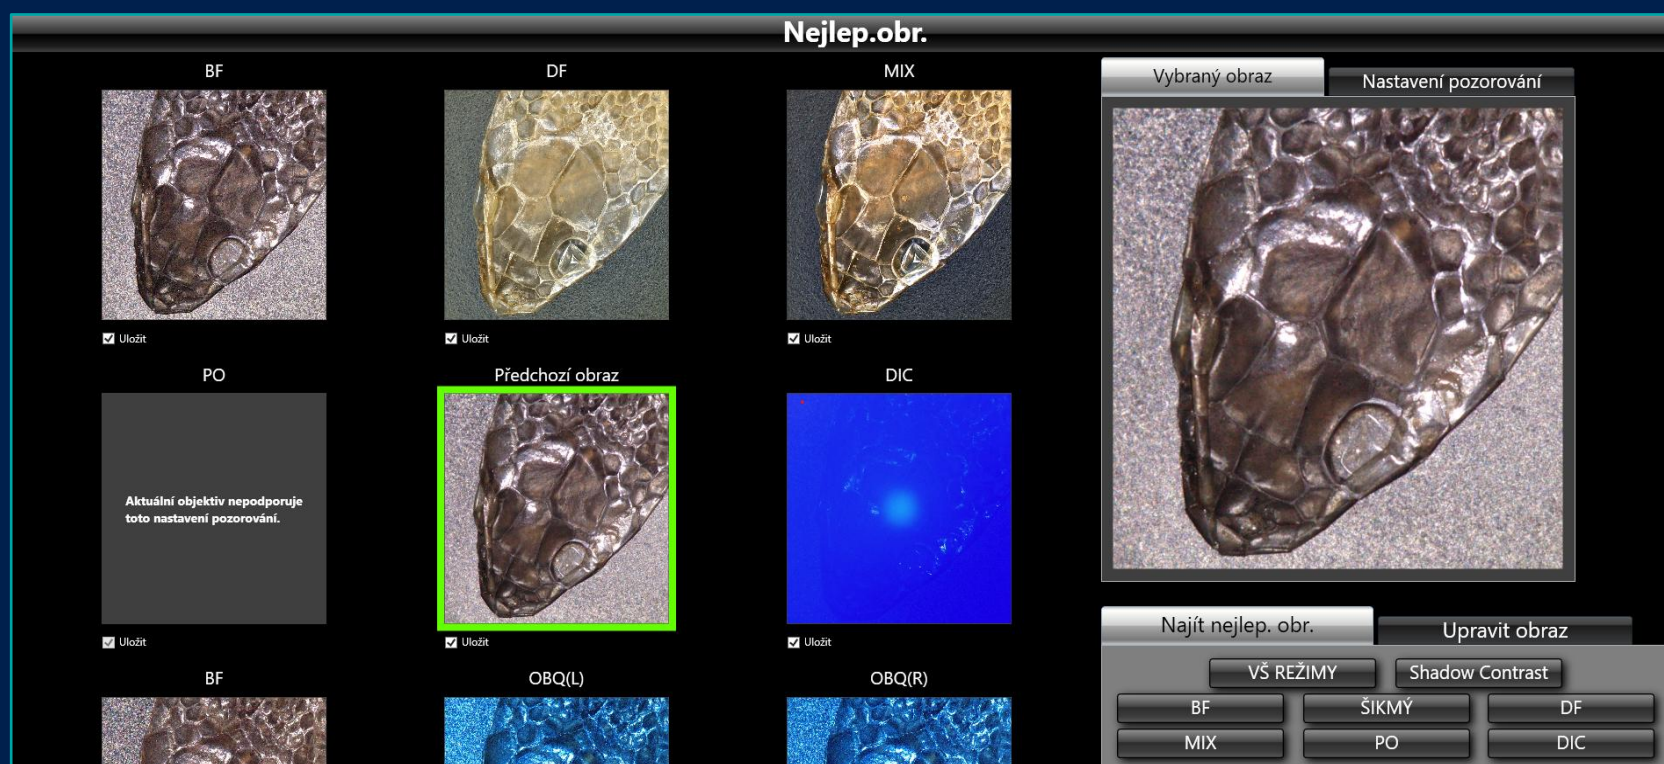 Nejlep.obr.
BF
DF
MIX
Uložit
Uložit
Uložit
PO
Předchozí obraz
DIC
Aktuální objektiv nepodporuje
toto nastavení pozorování.
Uložit
Uložit
Uložit
BF
OBQ(L)
OBQ(R)
Vybraný obraz
Nastavení pozorování
Najít nejlep. obr.
Upravit obraz
VŠ REŽIMY
Shadow Contrast
BF
ŠIKMÝ
DF
MIX
PO
DIC